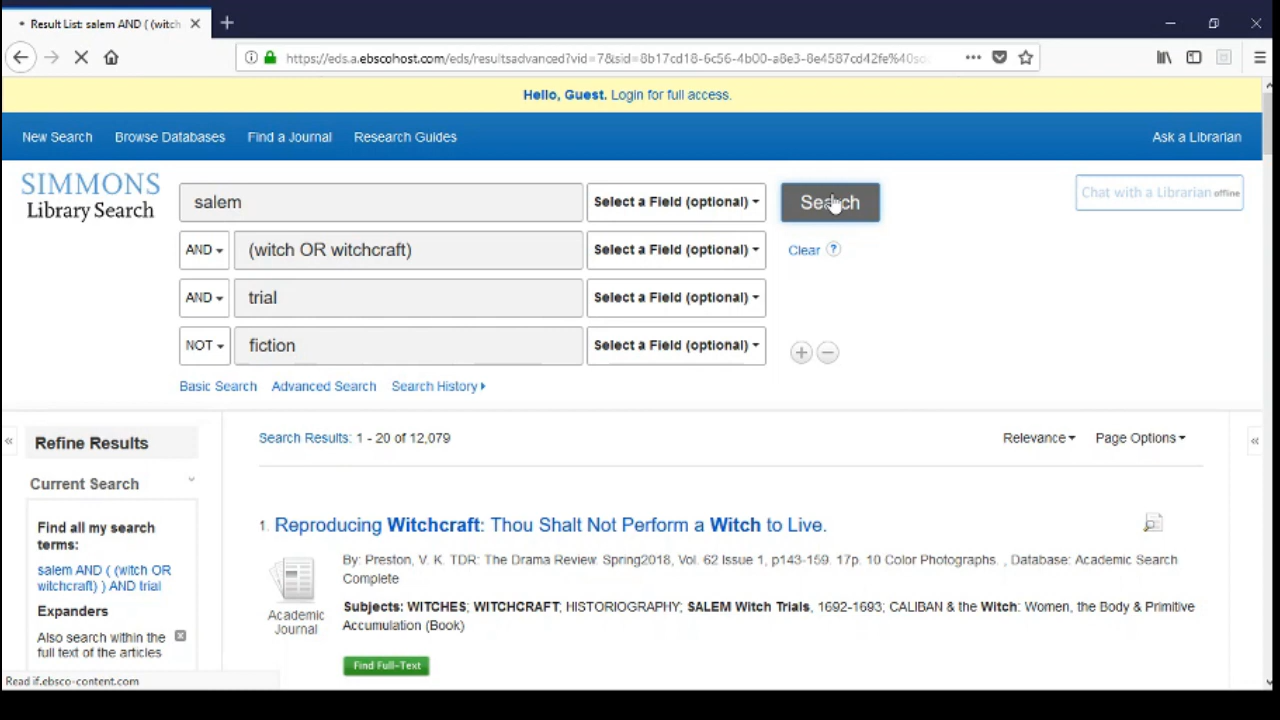 Result List: salem AND ( (witch
https://eds.a.ebscohost.com/eds/resultsadvanced?vid=7&sid=8b17cd18-6c56-4b00-a8e3-8e4587cd42fe%40
Hello, Guest. Login for full access.
New Search Browse Databases Find a Journal Research Guides Ask a Librarian
SIMMONS
Library Search
salem Select a Field (optional) Search
Chat with a Librarian offline
AND (witch OR witchcraft) Select a Field (optional) Clear ?
AND trial Select a Field (optional)
NOT fiction Select a Field (optional)
Basic Search Advanced Search Search History
Refine Results
Search Results: 1 - 20 of 12,079 Relevance Page Options
Current Search
Find all my search
terms:
salem AND ( (witch OR
witchcraft) ) AND trial
Expanders
Also search within the
full text of the articles
1. Reproducing Witchcraft: Thou Shalt Not Perform a Witch to Live.
By: Preston, V. K. TDR: The Drama Review. Spring2018, Vol. 62 Issue 1, p143-159. 17p. 10 Color Photographs. , Database: Academic Search
Complete
Academic
Journal
Subjects: WITCHES; WITCHCRAFT; HISTORIOGRAPHY; SALEM Witch Trials, 1692-1693; CALIBAN & the Witch: Women, the Body & Primitive
Accumulation (Book)
Find Full-Text
Read if.ebsco-content.com